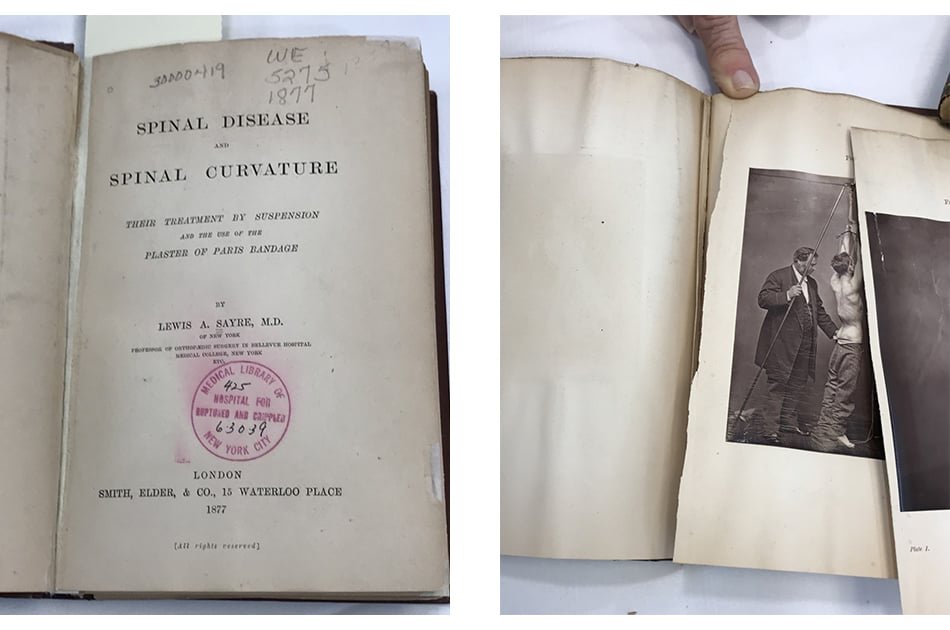 WE
30000419
5275
1877
SPINAL DISEASE
AND
SPINAL CURVATURE
THEIR TREATMENT BY SUSPENSION
AND THE USE OF THE
PLASTER OF PARIS BANDAGE
BY
LEWIS A. SAYRE, M.D.
OF NEW YORK
PROFESSOR OF ORTHOPÆDIC SURGERY IN BELLEVUE HOSPITAL
MEDICAL COLLEGE, NEW YORK
ETC.
MEDICAL LIBRARY OF
425
HOSPITAL FOR
RUPTURED AND CRIPPLED
63039
NEW YORK CITY
LONDON
SMITH, ELDER, & CO., 15 WATERLOO PLACE
1877
[All rights reserved]
Plate I.